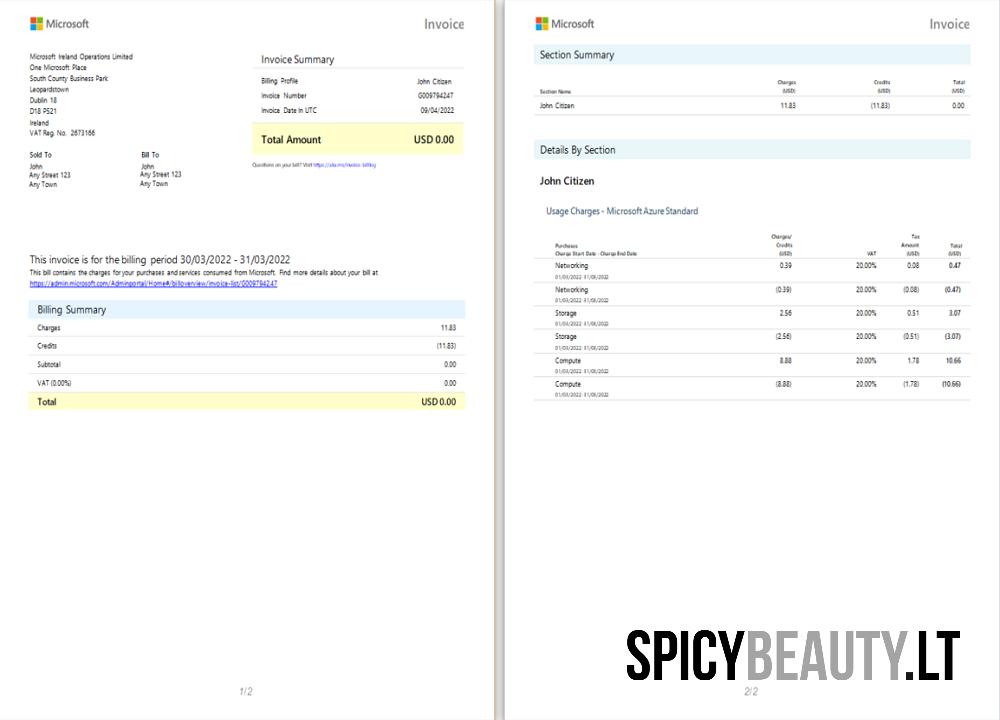 Microsoft
Invoice
Microsoft Ireland Operations Limited
One Microsoft Place
South County Business Park
Leopardstown
Dublin 18
D18 P521
Ireland
VAT Reg. No. 2673166
Invoice Summary
Billing Profile John Citizen
Invoice Number G009794247
Invoice Date in UTC 09/04/2022
Total Amount USD 0.00
Questions on your bill? Visit https://aka.ms/invoice-billing
Sold To
John
Any Street 123
Any Town
Bill To
John
Any Street 123
Any Town
This invoice is for the billing period 30/03/2022 - 31/03/2022
This bill contains the charges for your purchases and services consumed from Microsoft. Find more details about your bill at
https://admin.microsoft.com/Adminportal/Home#/billoverview/invoice-list/G009794247
Billing Summary
Charges 11.83
Credits (11.83)
Subtotal 0.00
VAT (0.00%) 0.00
Total USD 0.00
1/2
Microsoft
Invoice
Section Summary
Charges Credits Total
Section Name (USD) (USD) (USD)
John Citizen 11.83 (11.83) 0.00
Details By Section
John Citizen
Usage Charges - Microsoft Azure Standard
Charges/ Tax
Purchases Credits Amount Total
Charge Start Date - Charge End Date (USD) VAT (USD) (USD)
Networking 0.39 20.00% 0.08 0.47
01/03/2022-31/03/2022
Networking (0.39) 20.00% (0.08) (0.47)
01/03/2022-31/03/2022
Storage 2.56 20.00% 0.51 3.07
01/03/2022-31/03/2022
Storage (2.56) 20.00% (0.51) (3.07)
01/03/2022-31/03/2022
Compute 8.88 20.00% 1.78 10.66
01/03/2022-31/03/2022
Compute (8.88) 20.00% (1.78) (10.66)
01/03/2022-31/03/2022
SPICYBEAUTY.LT
2/2